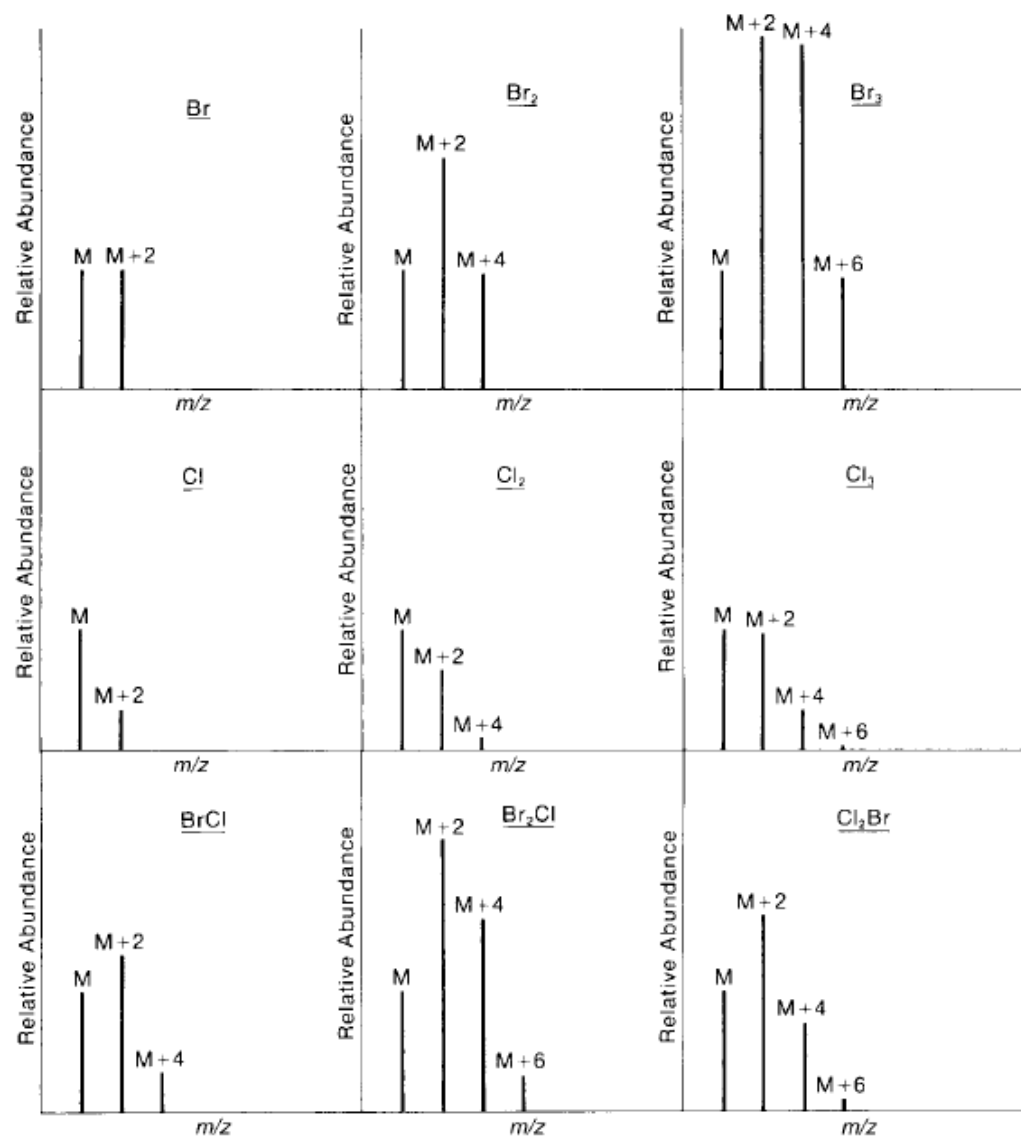 Relative Abundance
Br
M
M+2
m/z
Relative Abundance
Br₂
M
M+2
M+4
m/z
Relative Abundance
Br₃
M
M+2
M+4
M+6
m/z
Relative Abundance
Cl
M
M+2
m/z
Relative Abundance
Cl₂
M
M+2
M+4
m/z
Relative Abundance
Cl₃
M
M+2
M+4
M+6
m/z
Relative Abundance
BrCl
M
M+2
M+4
m/z
Relative Abundance
Br₂Cl
M
M+2
M+4
M+6
m/z
Relative Abundance
Cl₂Br
M
M+2
M+4
M+6
m/z